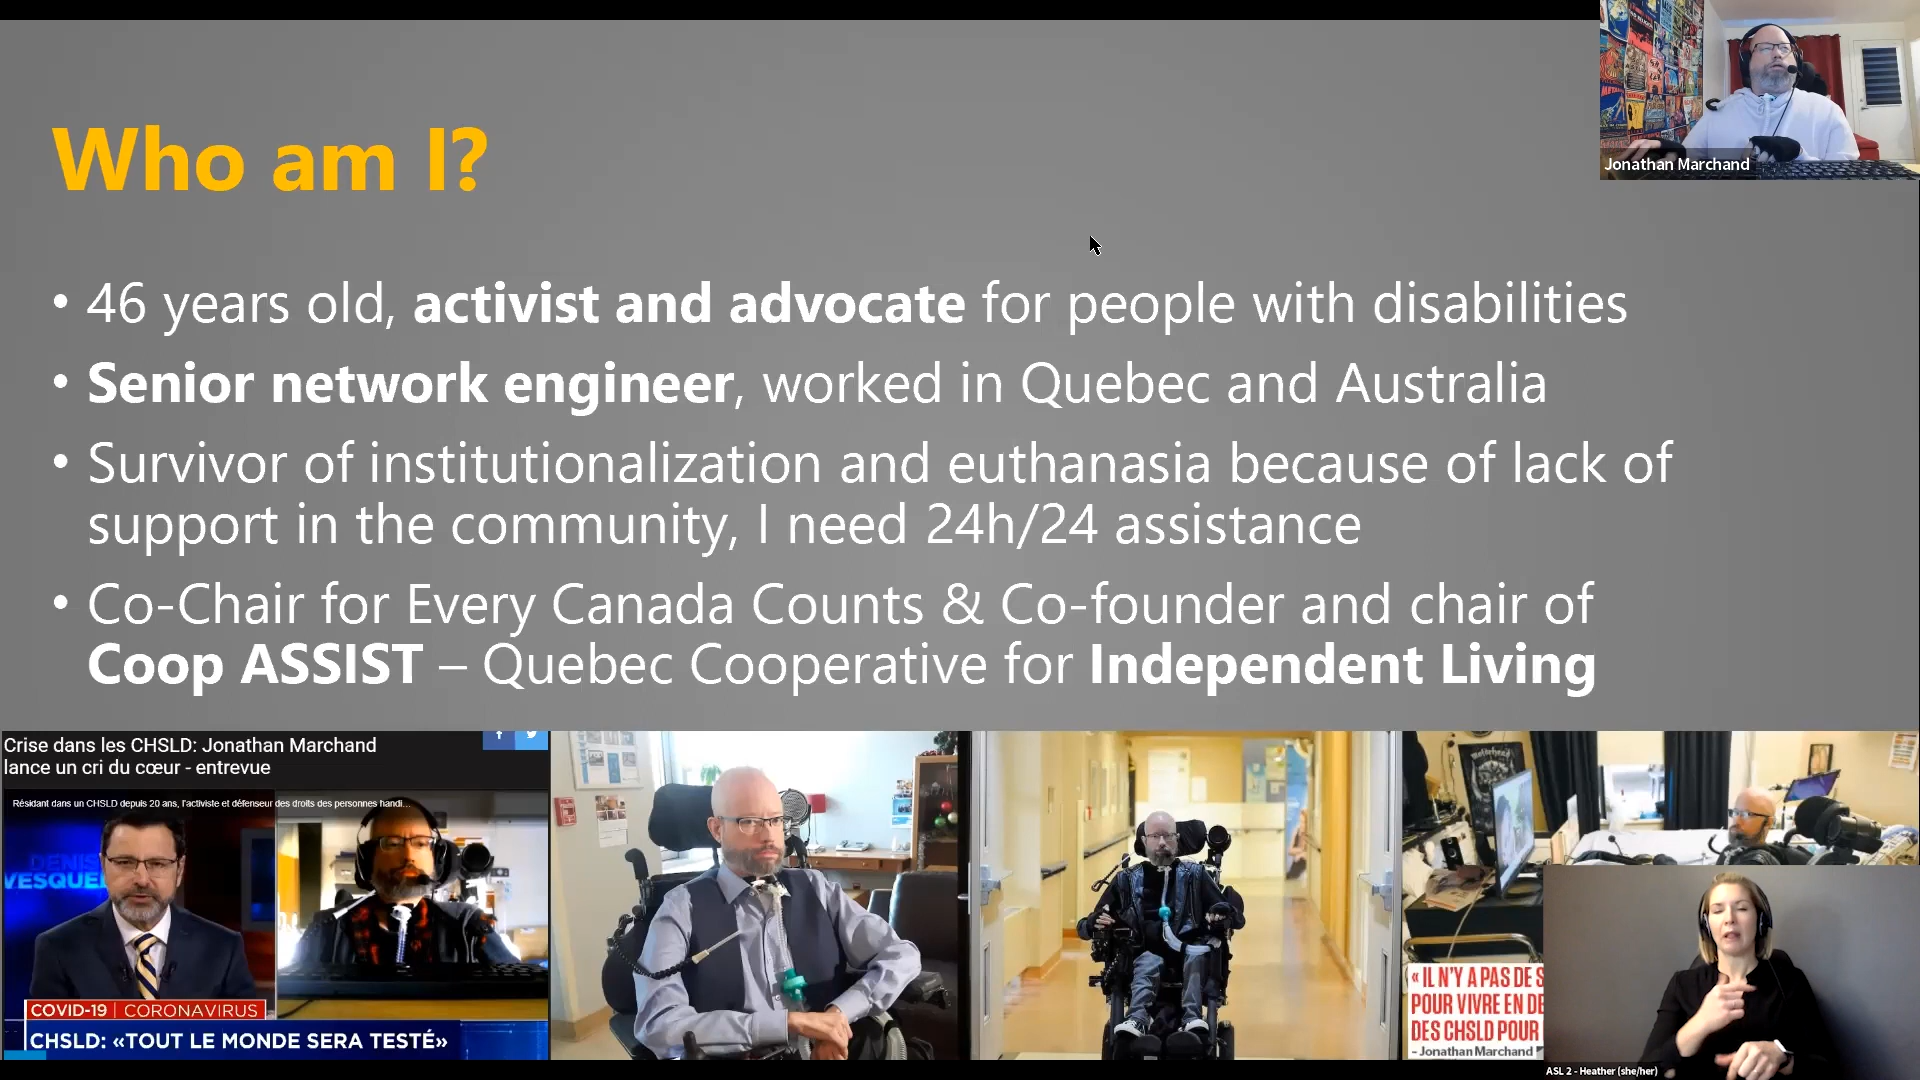 Who am I?
Jonathan Marchand
• 46 years old, activist and advocate for people with disabilities
• Senior network engineer, worked in Quebec and Australia
• Survivor of institutionalization and euthanasia because of lack of
support in the community, I need 24h/24 assistance
• Co-Chair for Every Canada Counts & Co-founder and chair of
Coop ASSIST – Quebec Cooperative for Independent Living
Crise dans les CHSLD: Jonathan Marchand
lance un cri du cœur - entrevue
Résidant dans un CHSLD depuis 20 ans, l'activiste et défenseur des droits des personnes handi...
DENIS
VESQUE
COVID-19 | CORONAVIRUS
CHSLD: «TOUT LE MONDE SERA TESTÉ»
Motörhead
« IL N'Y A PAS DE S
POUR VIVRE EN DE
DES CHSLD POUR
- Jonathan Marchand
ASL 2 - Heather (she/her)